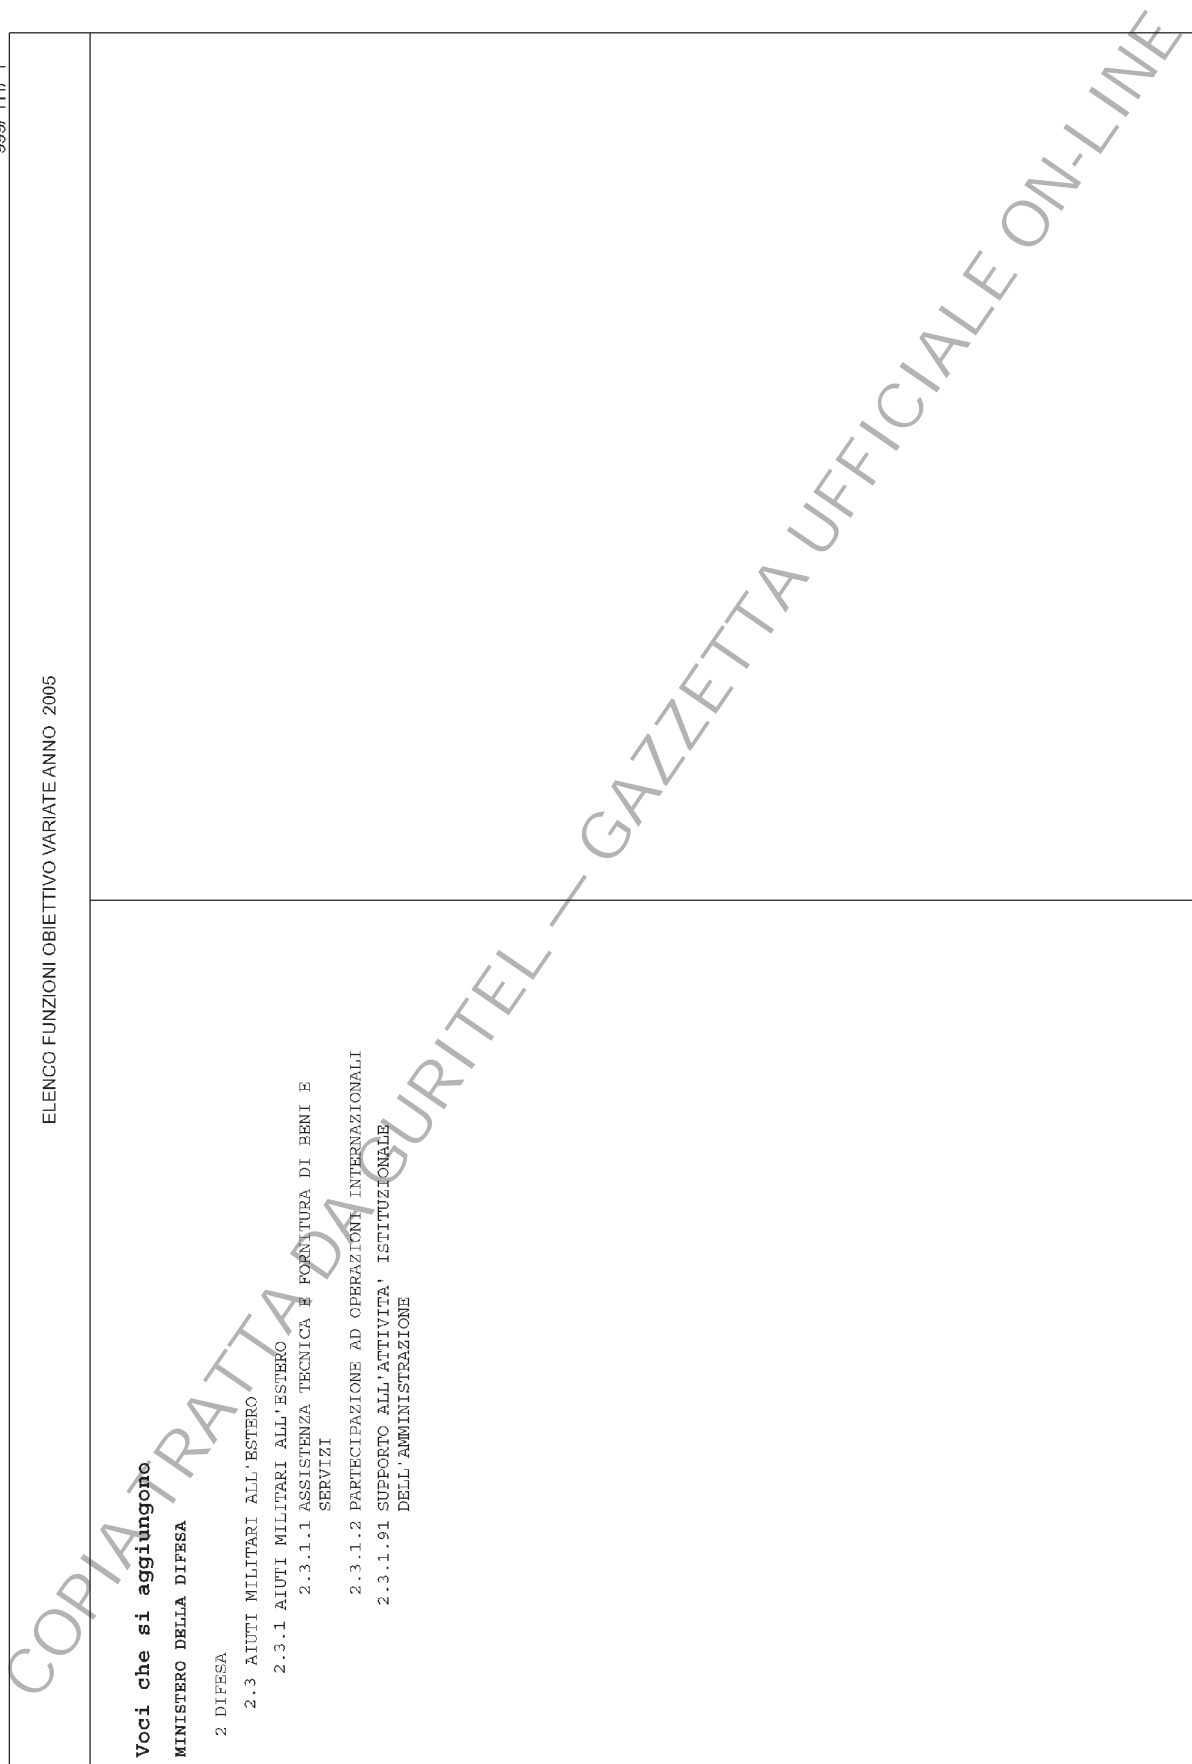 ELENCO FUNZIONI OBIETTIVO VARIATE ANNO 2005
Voci che si aggiungono
MINISTERO DELLA DIFESA
2 DIFESA
2.3 AIUTI MILITARI ALL'ESTERO
2.3.1 AIUTI MILITARI ALL'ESTERO
2.3.1.1 ASSISTENZA TECNICA E FORNITURA DI BENI E
SERVIZI
2.3.1.2 PARTECIPAZIONE AD OPERAZIONI INTERNAZIONALI
2.3.1.91 SUPPORTO ALL'ATTIVITA' ISTITUZIONALE
DELL'AMMINISTRAZIONE
COPIA TRATTA DA GURITEL — GAZZETTA UFFICIALE ON-LINE